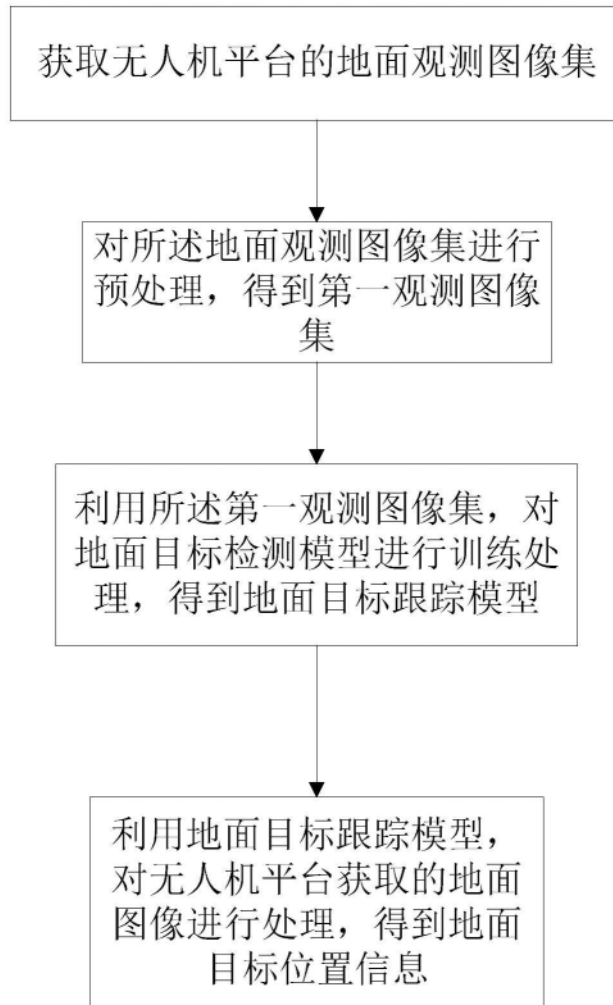 获取无人机平台的地面观测图像集
对所述地面观测图像集进行
预处理，得到第一观测图像
集
利用所述第一观测图像集，对
地面目标检测模型进行训练处
理，得到地面目标跟踪模型
利用地面目标跟踪模型，
对无人机平台获取的地面
图像进行处理，得到地面
目标位置信息